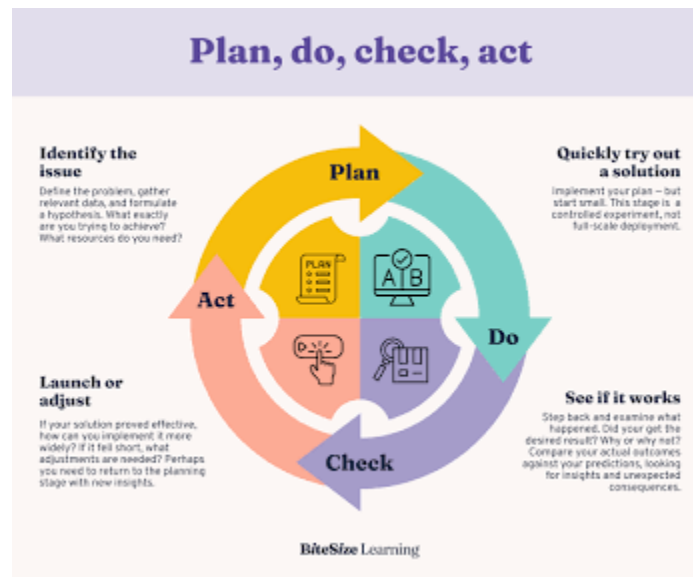 Plan, do, check, act
Identify the
issue
Define the problem, gather
relevant data, and formulate
a hypothesis. What exactly
are you trying to achieve?
What resources do you need?
Quickly try out
a solution
Implement your plan – but
start small. This stage is a
controlled experiment, not
full-scale deployment.
Plan
PLAN
A B
Act
Do
Launch or
adjust
If your solution proved effective,
how can you implement it more
widely? If it fell short, what
adjustments are needed? Perhaps
you need to return to the planning
stage with new insights.
See if it works
Step back and examine what
happened. Did your get the
desired result? Why or why not?
Compare your actual outcomes
against your predictions, looking
for insights and unexpected
consequences.
Check
BiteSize Learning